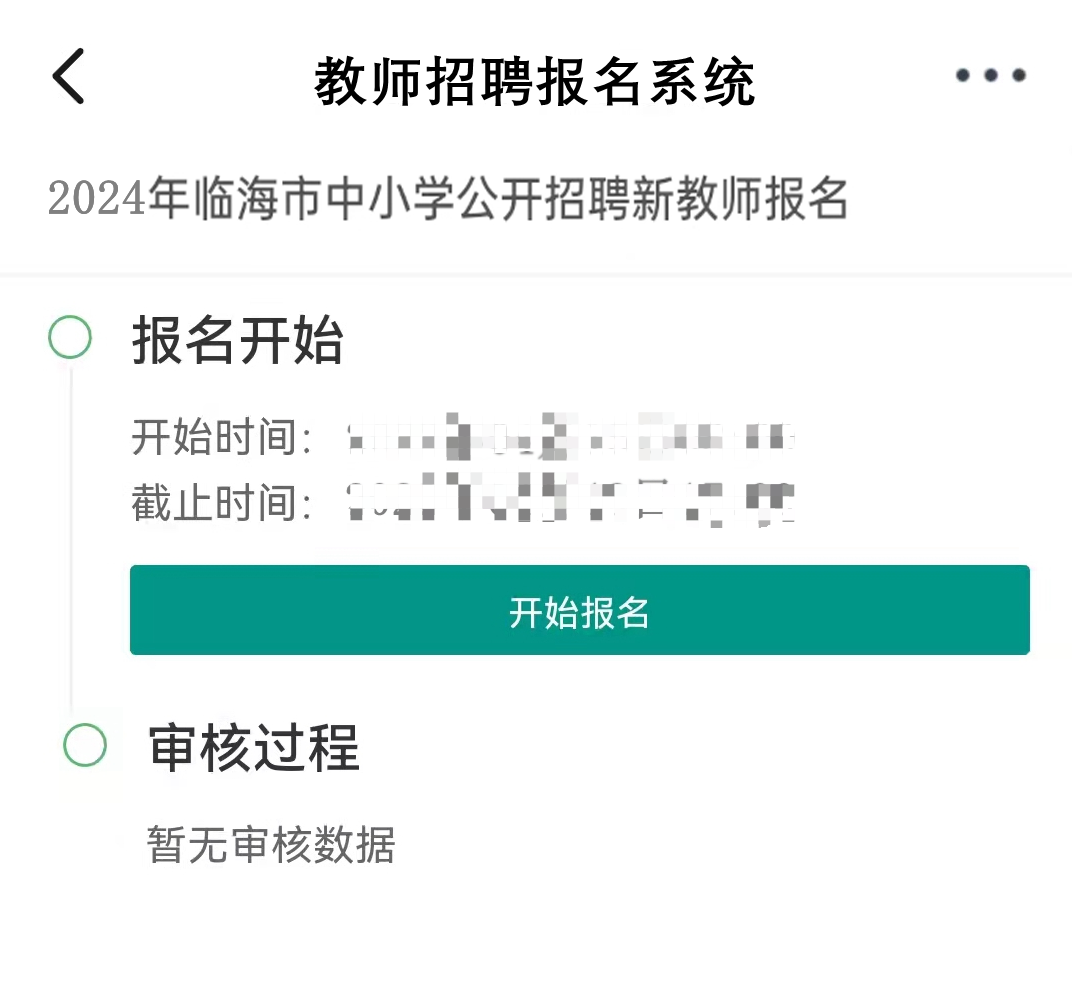 教师招聘报名系统
2024年临海市中小学公开招聘新教师报名
报名开始
开始时间：
截止时间：
开始报名
审核过程
暂无审核数据